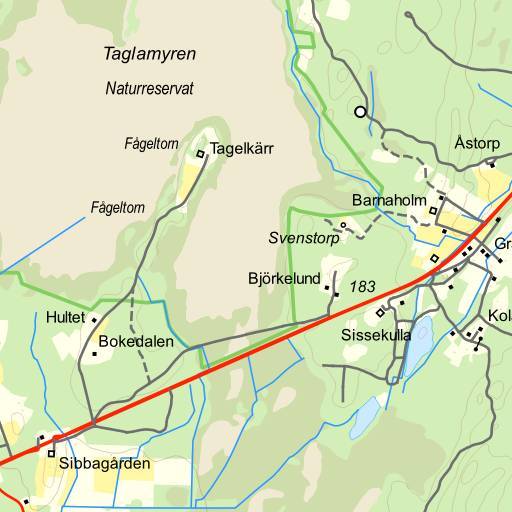 Taglamyren
Naturreservat
Fågeltorn
Tagelkärr
Åstorp
Barnaholm
Fågeltorn
Svenstorp
Gr
Björkelund
183
Hultet
Kol
Bokedalen
Sissekulla
Sibbagården